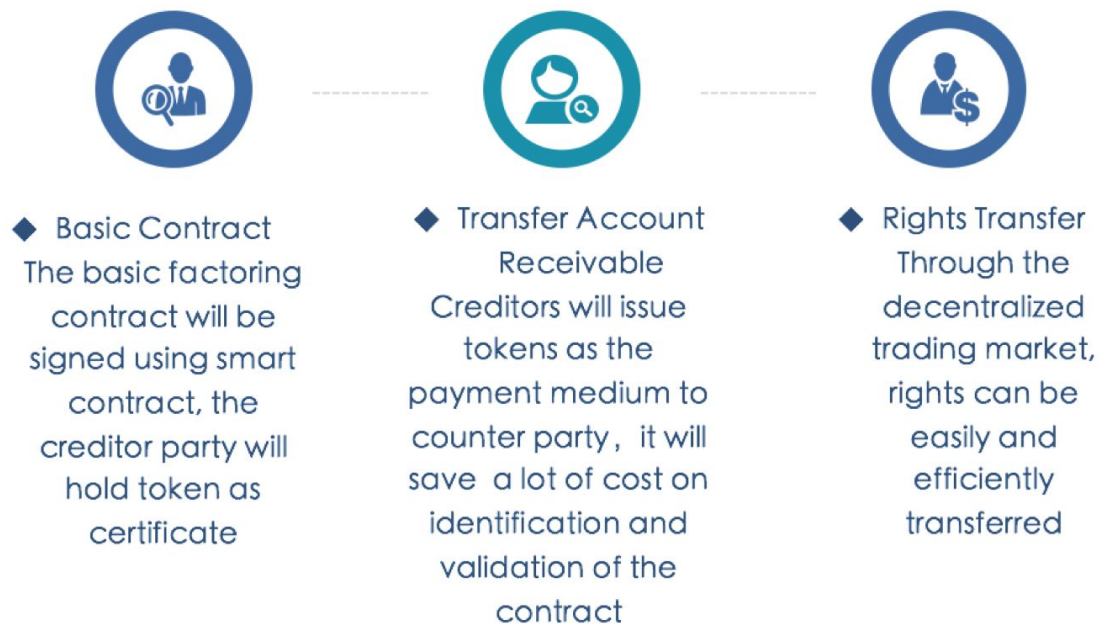 ◆ Basic Contract
The basic factoring
contract will be
signed using smart
contract, the
creditor party will
hold token as
certificate
◆ Transfer Account
Receivable
Creditors will issue
tokens as the
payment medium to
counter party, it will
save a lot of cost on
identification and
validation of the
contract
◆ Rights Transfer
Through the
decentralized
trading market,
rights can be
easily and
efficiently
transferred
$